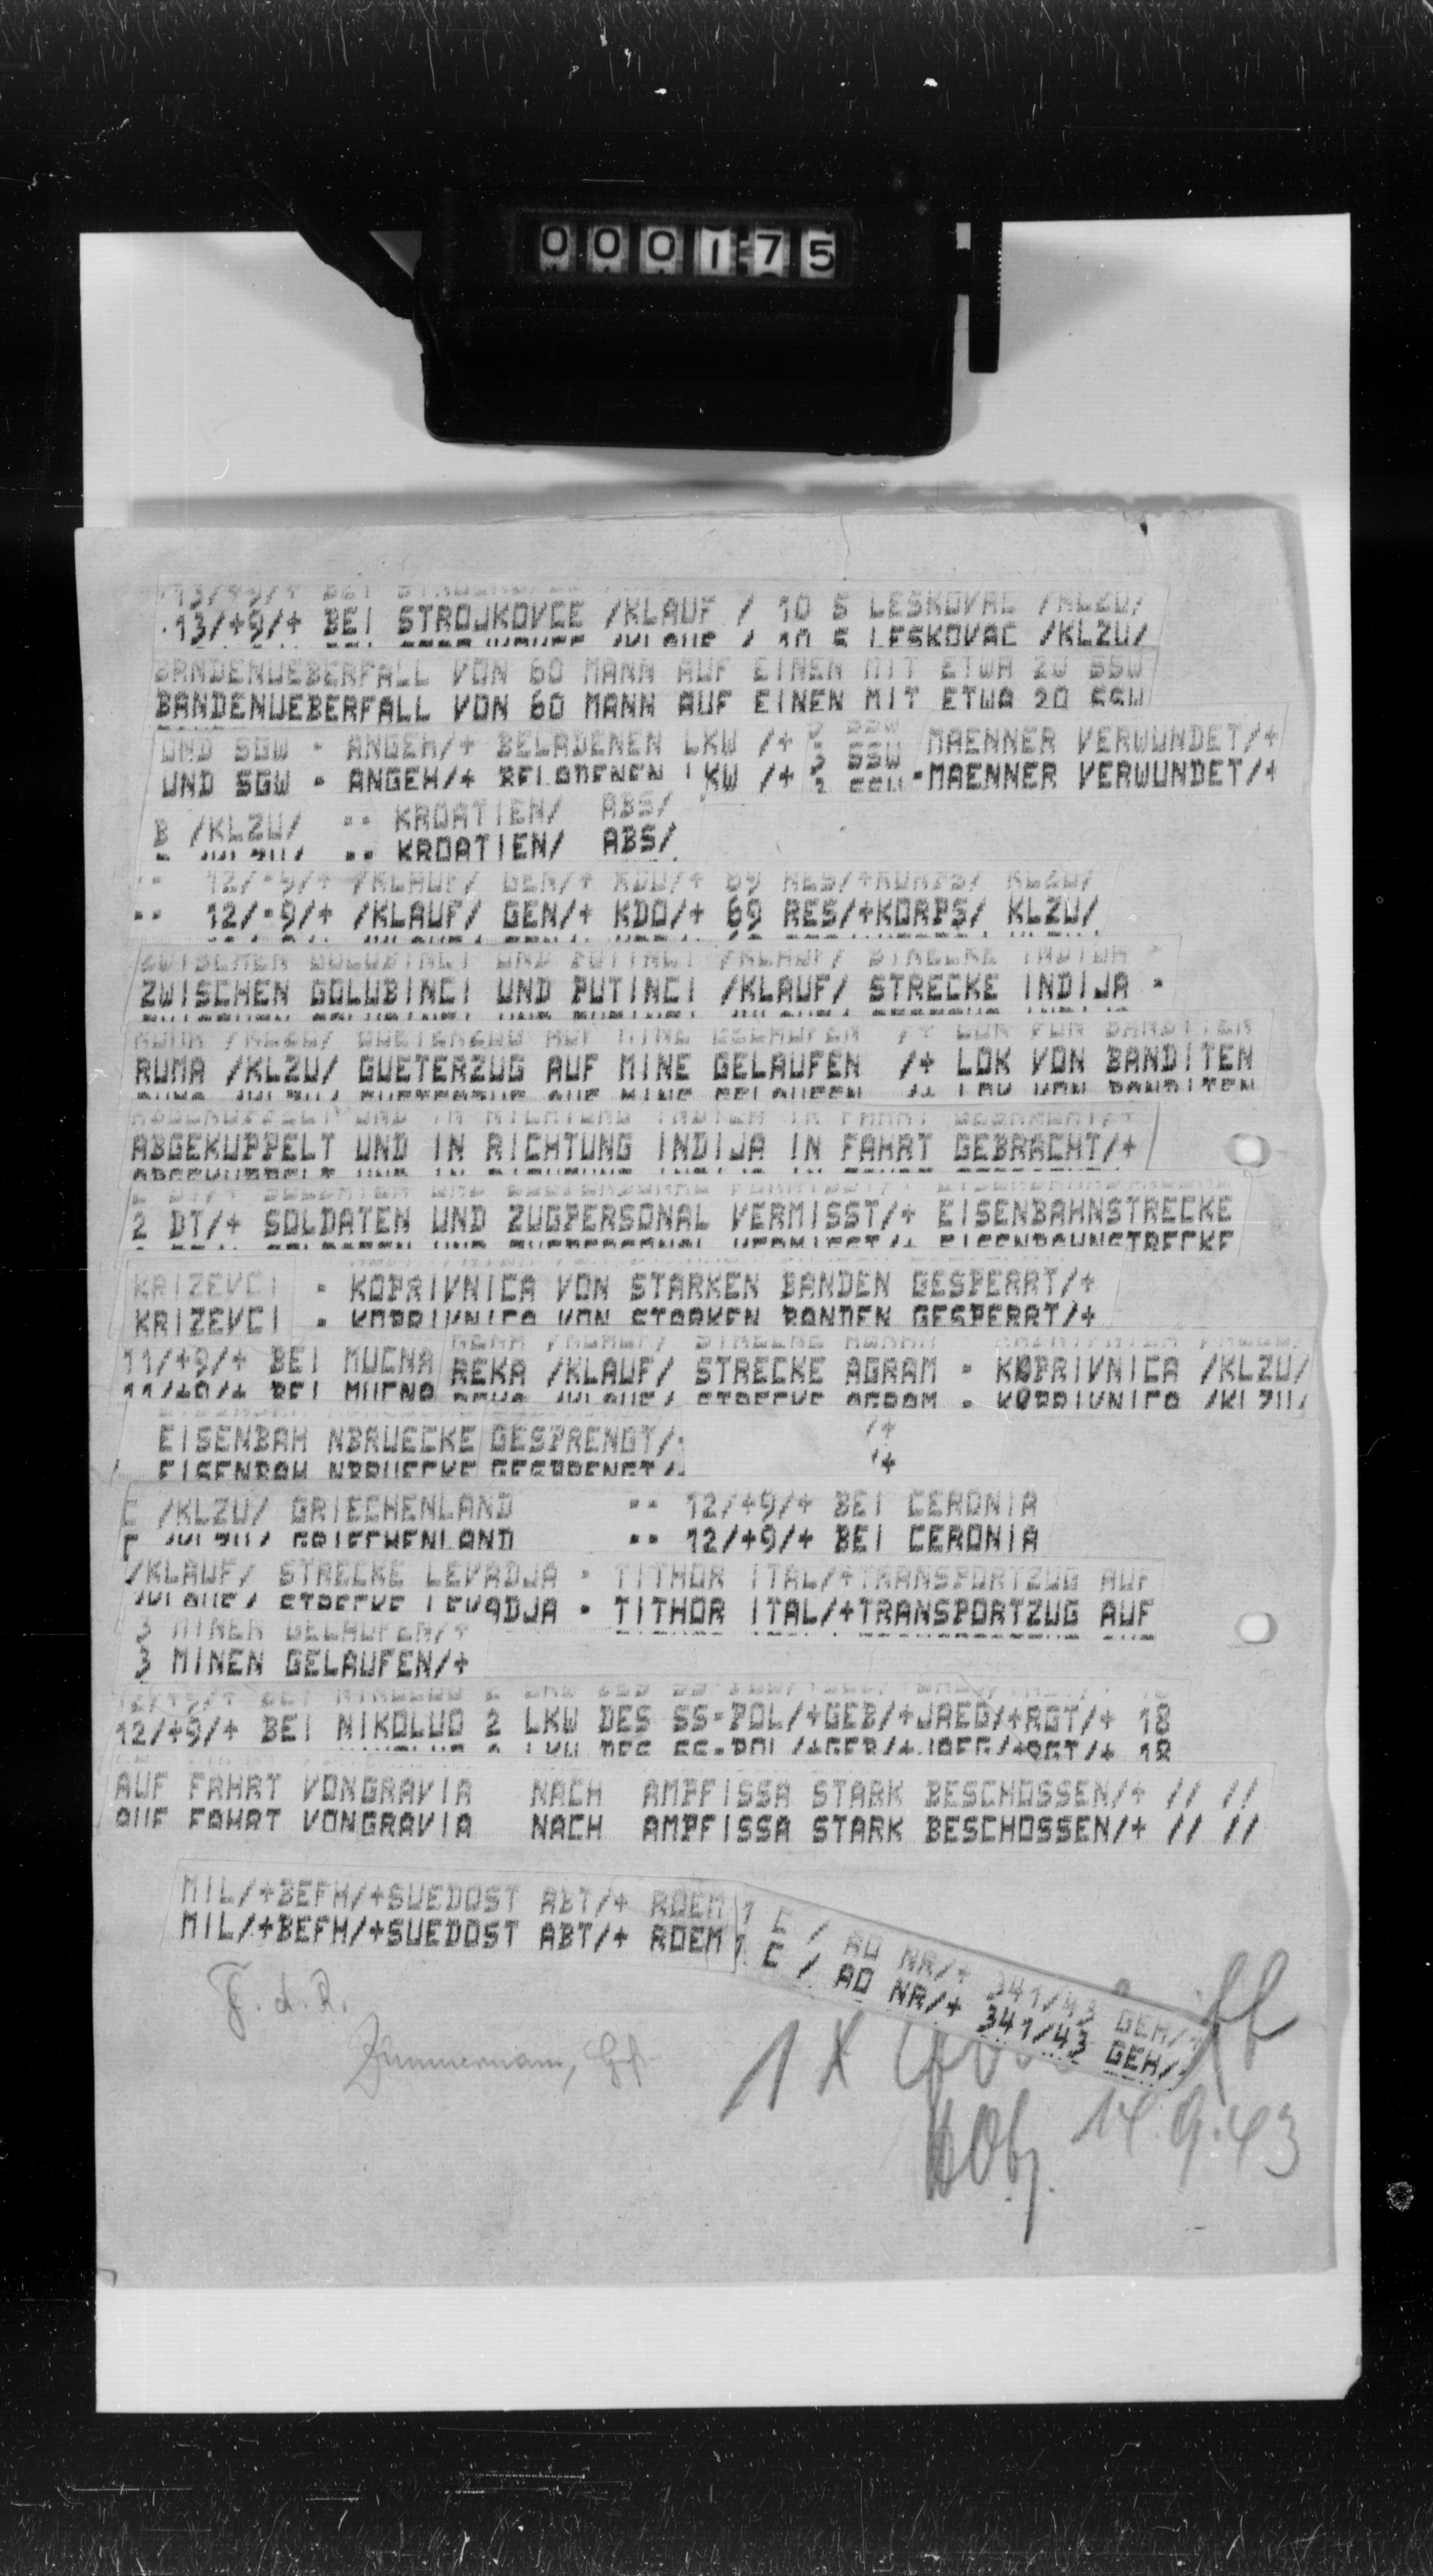 000175
13/+9/+ BEI STROJKOVCE /KLAUF / 10 S LESKOVAC /KLZU/
BANDENUEBERFALL VON 60 MANN AUF EINEN MIT ETWA 20 SSW
UND SGW - ANGEH/+ BELADENEN LKW /+ 3 SSW -MAENNER VERWUNDET/+
B /KLZU/ -- KROATIEN/ ABS/
-- 12/-9/+ /KLAUF/ GEN/+ KDO/+ 69 RES/+KORPS/ KLZU/
ZWISCHEN GOLUBINCI UND PUTINCI /KLAUF/ STRECKE INDIJA -
RUMA /KLZU/ GUETERZUG AUF MINE GELAUFEN /+ LOK VON BANDITEN
ABGEKUPPELT UND IN RICHTUNG INDIJA IN FAHRT GEBRACHT/+
2 DT/+ SOLDATEN UND ZUGPERSONAL VERMISST/+ EISENBAHNSTRECKE
KRIZEVCI - KOPRIVNICA VON STARKEN BANDEN GESPERRT/+
11/+9/+ BEI MUCNA REKA /KLAUF/ STRECKE AGRAM - KOPRIVNICA /KLZU/
EISENBAH NBRUECKE GESPRENGT/+ /+
C /KLZU/ GRIECHENLAND -- 12/+9/+ BEI CERONIA
/KLAUF/ STRECKE LEVADJA - TITHOR ITAL/+TRANSPORTZUG AUF
3 MINEN GELAUFEN/+
12/+9/+ BEI NIKOLUO 2 LKW DES SS-POL/+GEB/+JAEG/+RGT/+ 18
AUF FAHRT VONGRAVIA NACH AMPFISSA STARK BESCHOSSEN/+ // //
MIL/+BEFH/+SUEDOST ABT/+ ROEM 1 C / AO NR/+ 341/43 GEH/+
F.d.R.
Zimmermann,
1 X
14.9.43